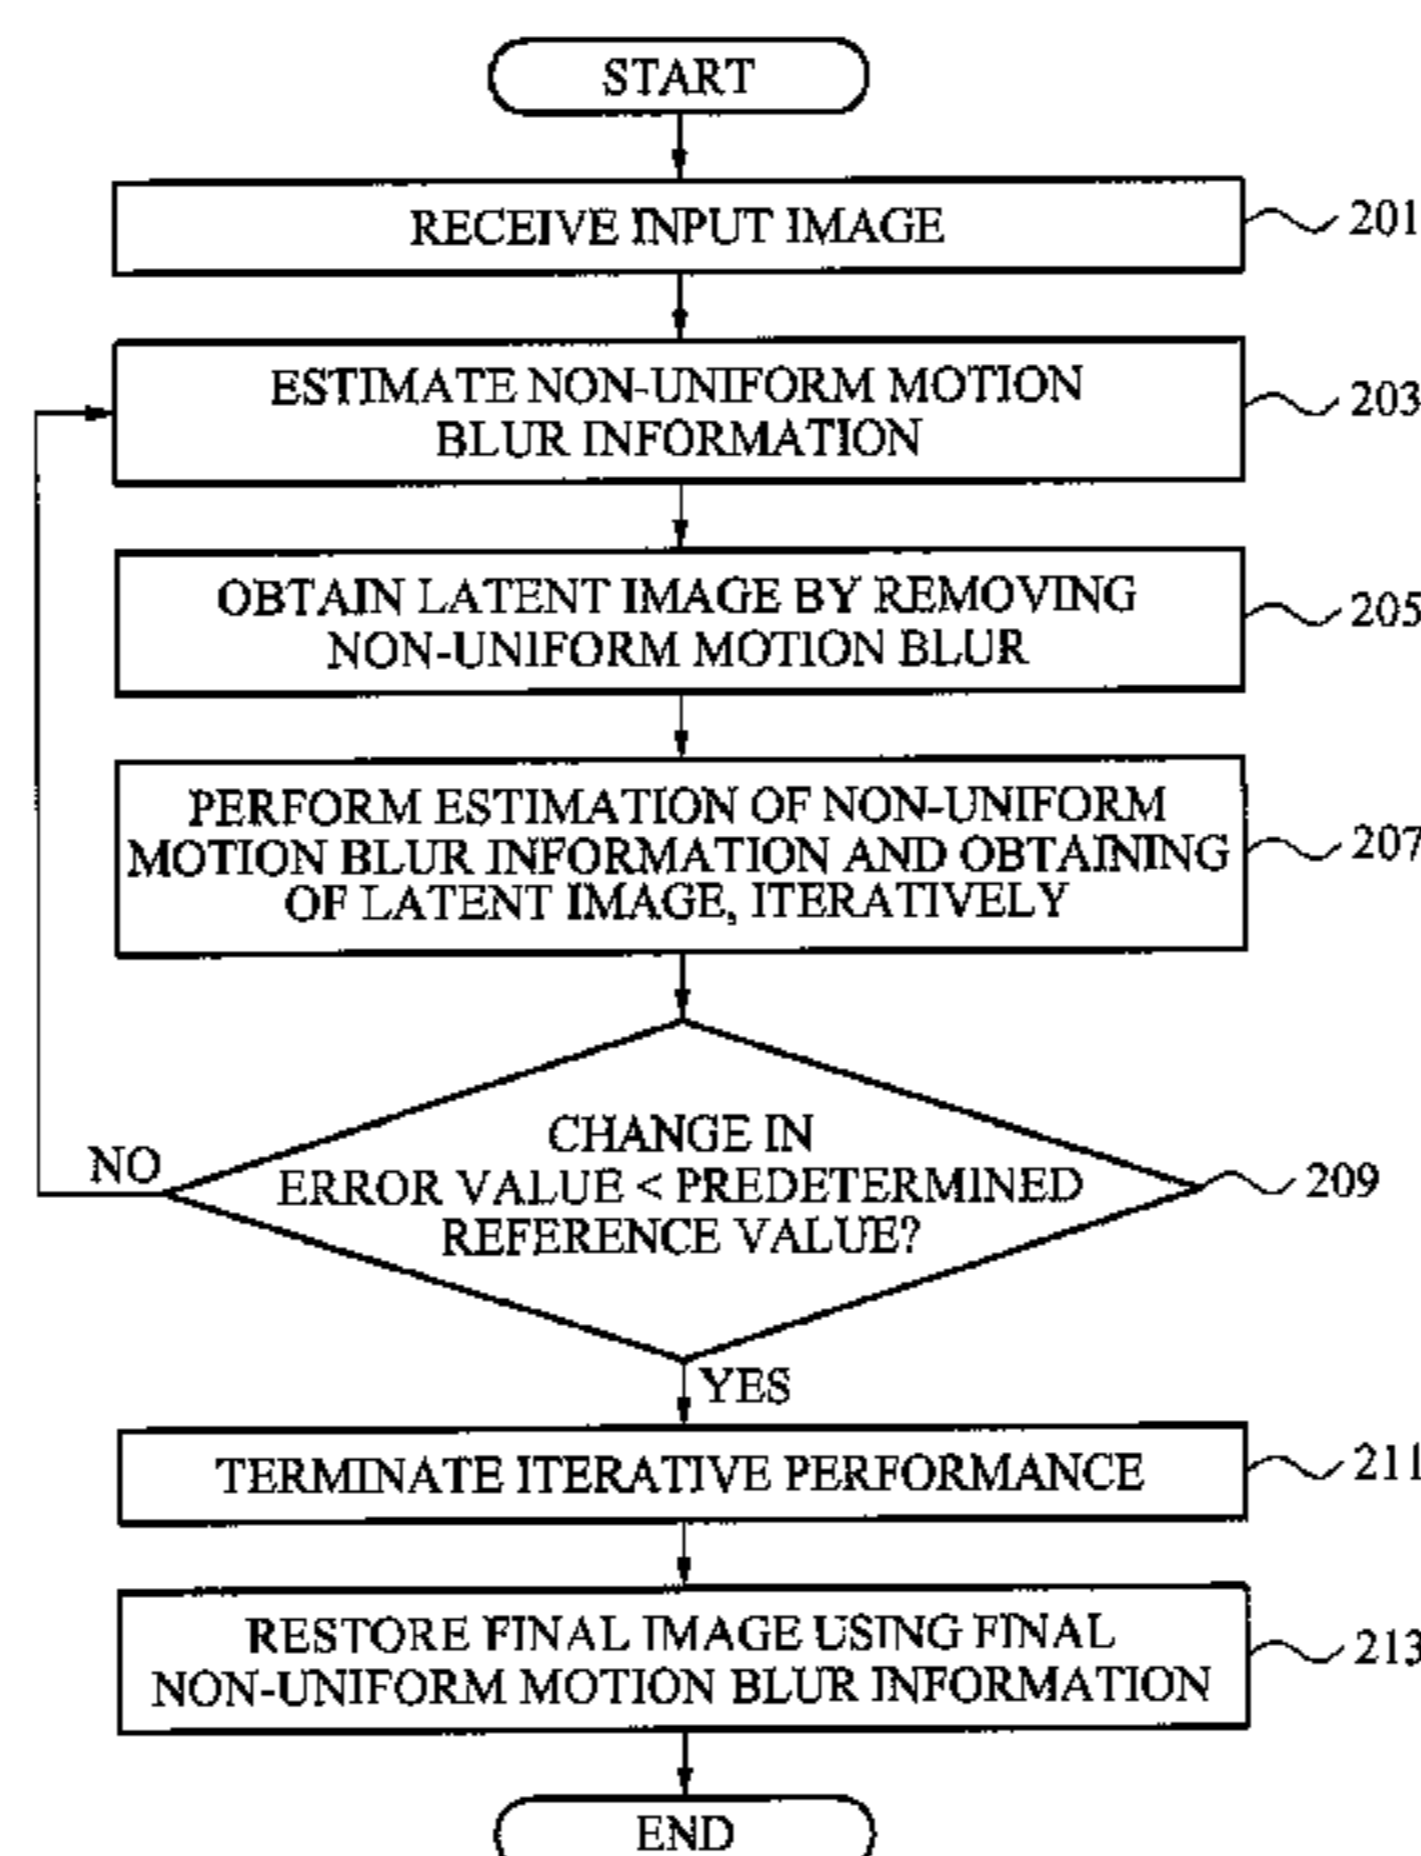 START
RECEIVE INPUT IMAGE
201
ESTIMATE NON-UNIFORM MOTION
BLUR INFORMATION
203
OBTAIN LATENT IMAGE BY REMOVING
NON-UNIFORM MOTION BLUR
205
PERFORM ESTIMATION OF NON-UNIFORM
MOTION BLUR INFORMATION AND OBTAINING
OF LATENT IMAGE, ITERATIVELY
207
CHANGE IN
ERROR VALUE < PREDETERMINED
REFERENCE VALUE?
209
NO
YES
TERMINATE ITERATIVE PERFORMANCE
211
RESTORE FINAL IMAGE USING FINAL
NON-UNIFORM MOTION BLUR INFORMATION
213
END